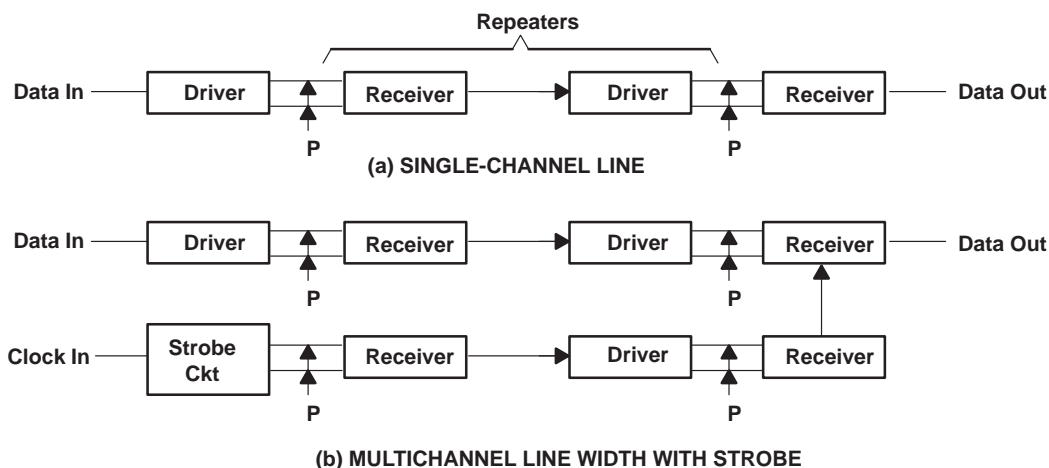 Repeaters
Data In Driver Receiver Driver Receiver Data Out
P P
(a) SINGLE-CHANNEL LINE
Data In Driver Receiver Driver Receiver Data Out
P P
Clock In Strobe Ckt Receiver Driver Receiver
P P
(b) MULTICHANNEL LINE WIDTH WITH STROBE